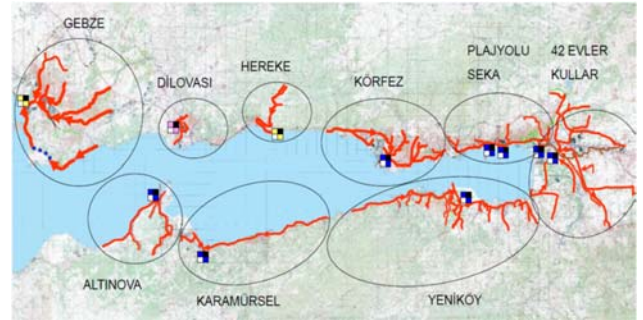 GEBZE
DİLOVASI
HEREKE
KÖRFEZ
PLAJYOLU
SEKA
42 EVLER
KULLAR
ALTINOVA
KARAMÜRSEL
YENİKÖY